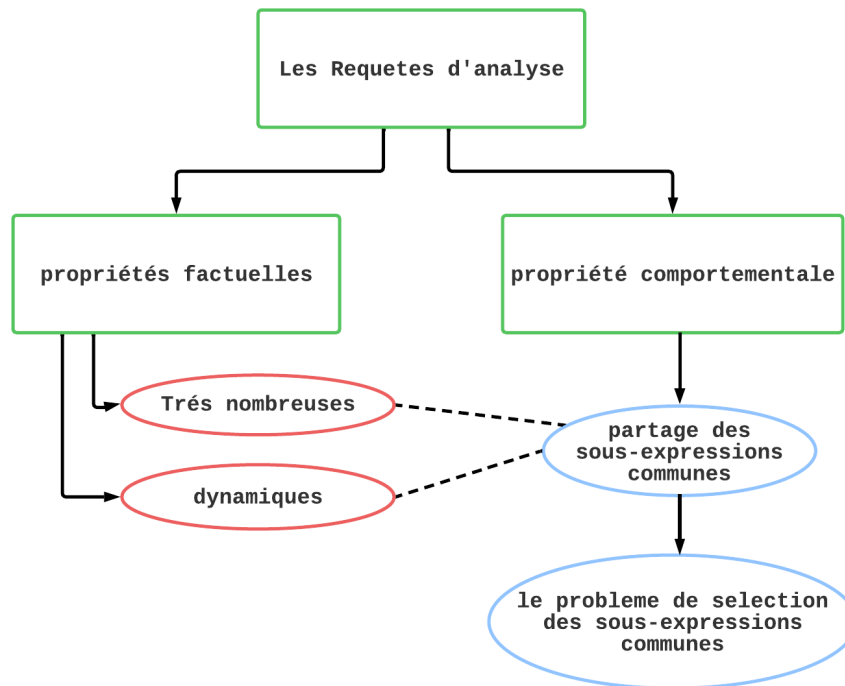 Les Requetes d'analyse
propriétés factuelles
propriété comportementale
Trés nombreuses
dynamiques
partage des
sous-expressions
communes
le probleme de selection
des sous-expressions
communes